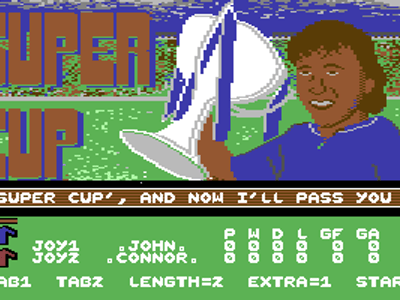 SUPER
CUP
SUPER CUP', AND NOW I'LL PASS YOU
P W D L GF GA
JOY1 .JOHN. 0 0 0 0 0 0
JOY2 .CONNOR. 0 0 0 0 0 0
AB1 TAB2 LENGTH=2 EXTRA=1 STAR